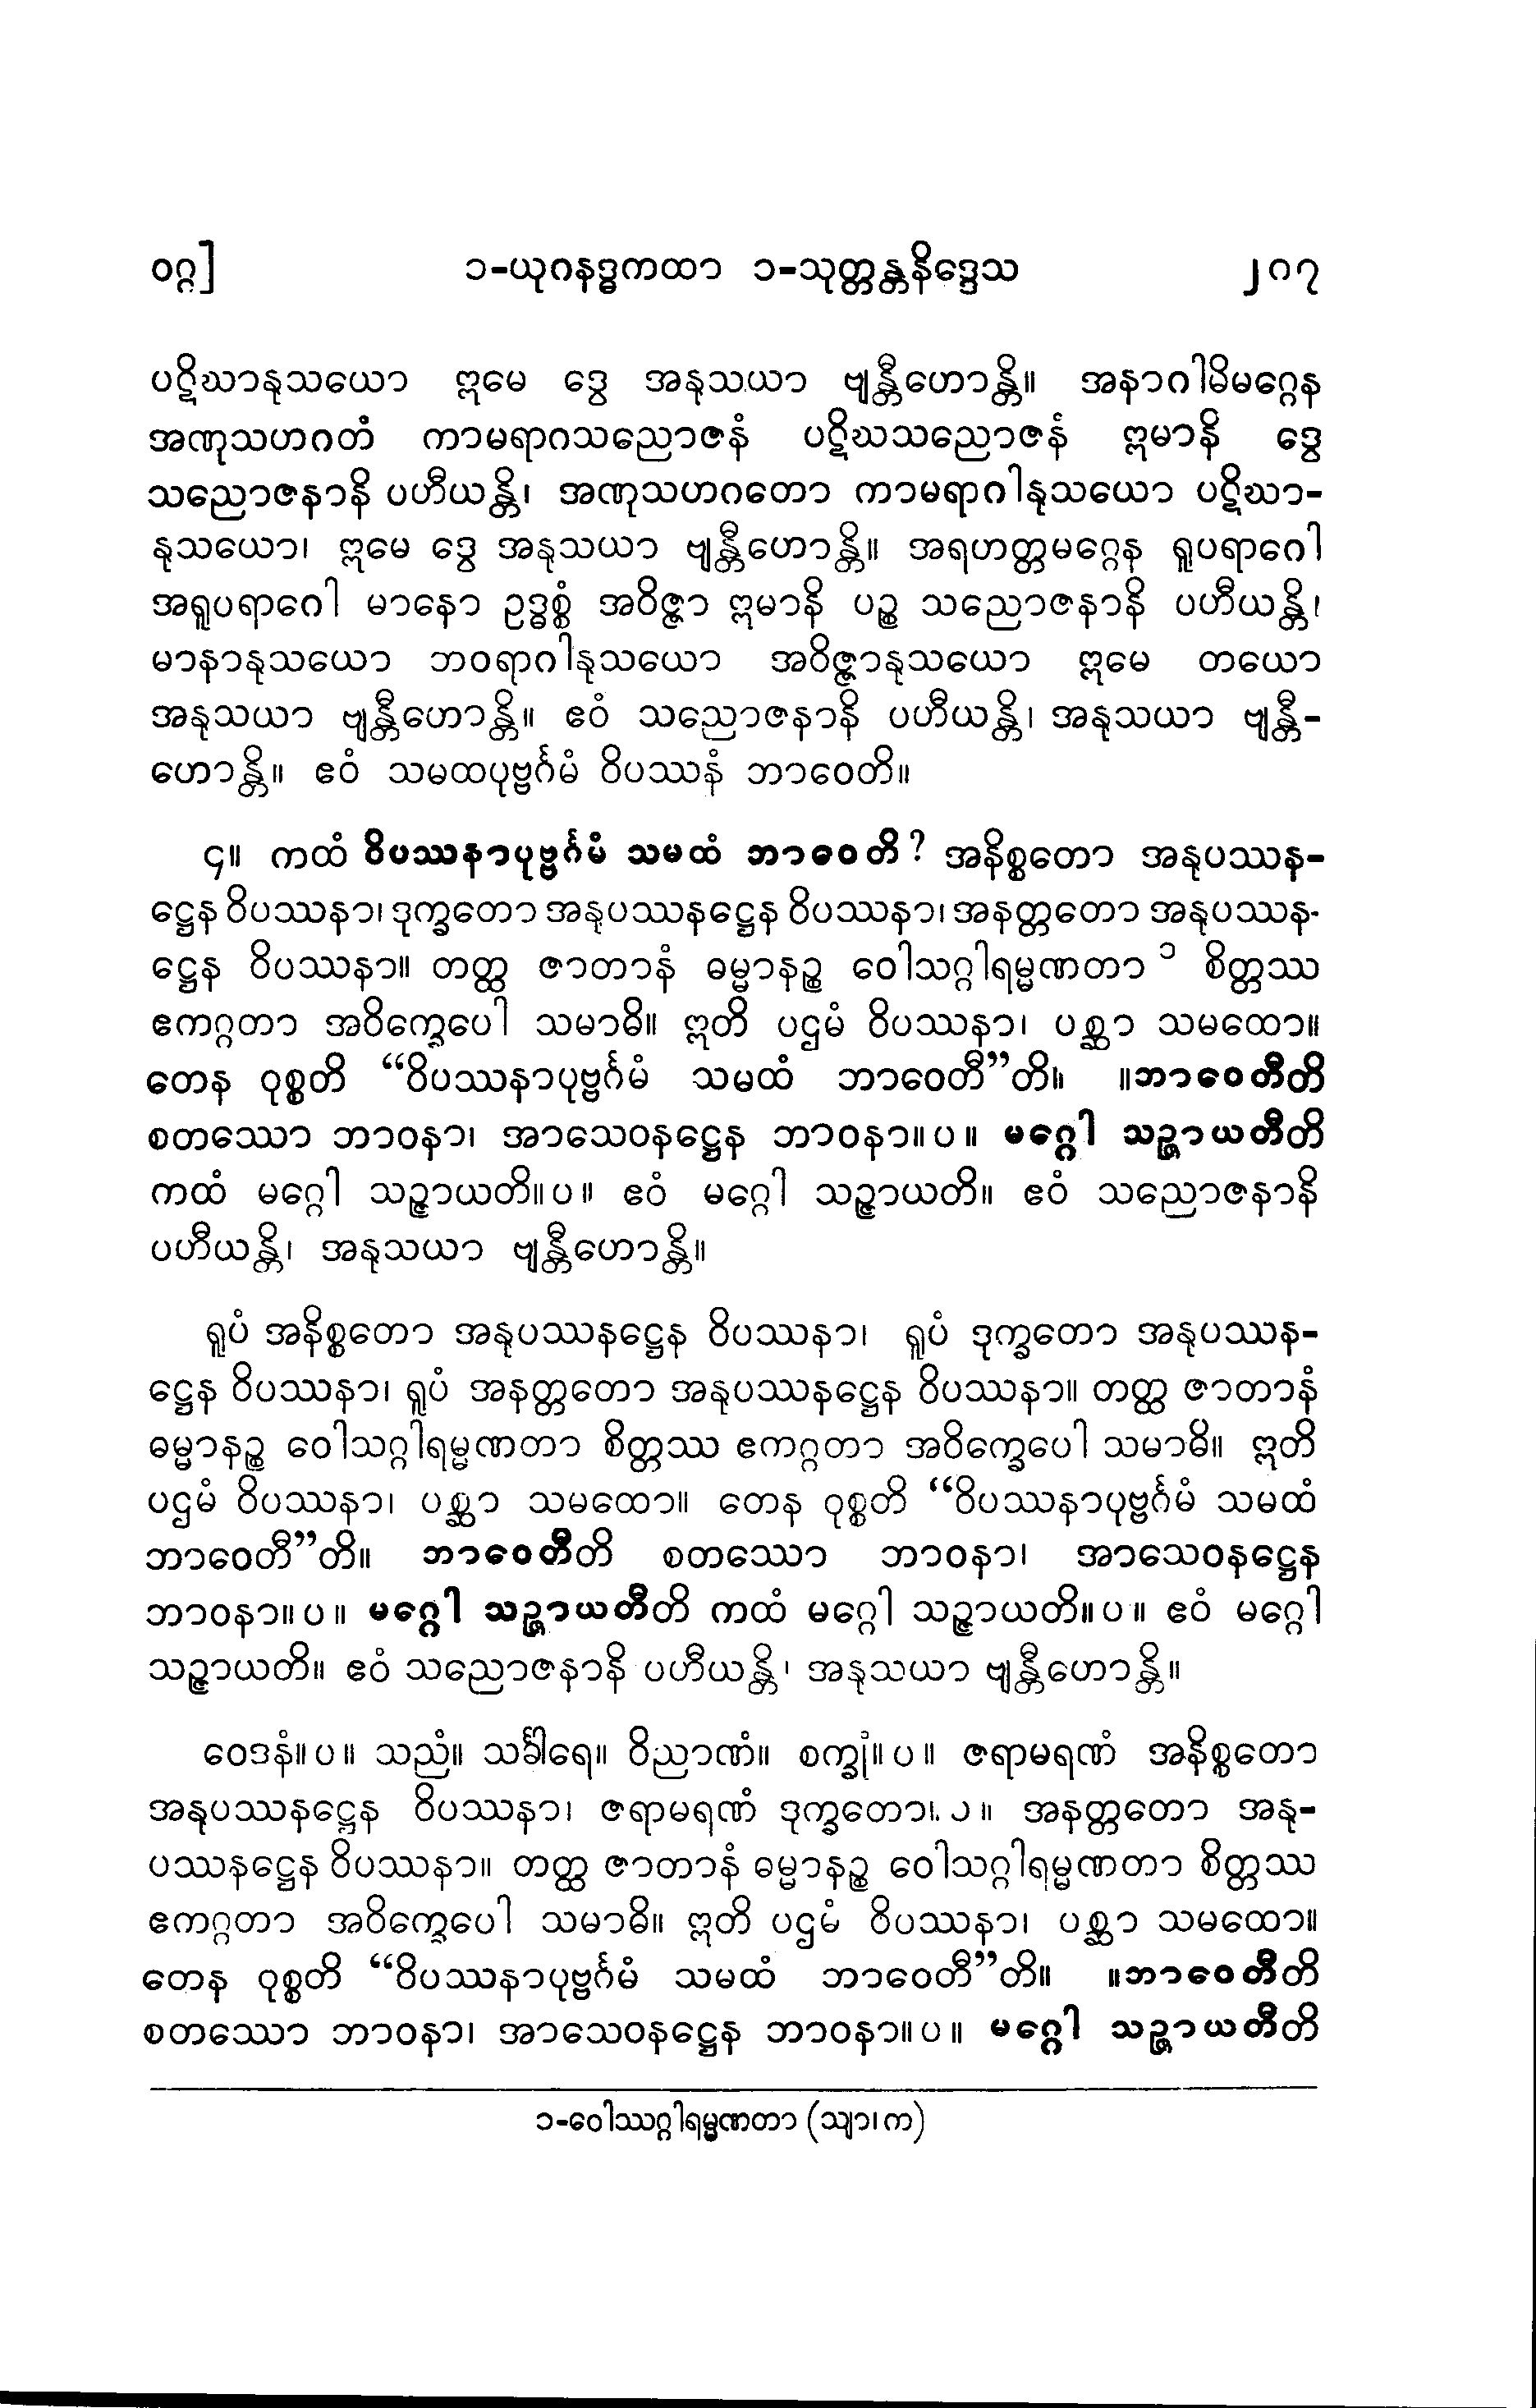 ဝဂ္ဂ] ၁-ယုဂနဒ္ဓကထာ ၁-သုတ္တန္တနိဒ္ဒေသ ၂၈၇
ပဋိဃာနုသယော ဣမေ ဒွေ အနုသယာ ဗျန္တီဟောန္တိ။ အနာဂါမိမဂ္ဂေန
အဏုသဟဂတံ ကာမရာဂသညောဇနံ ပဋိဃသညောဇနံ ဣမာနိ ဒွေ
သညောဇနာနိ ပဟီယန္တိ၊ အဏုသဟဂတော ကာမရာဂါနုသယော ပဋိဃာ-
နုသယော၊ ဣမေ ဒွေ အနုသယာ ဗျန္တီဟောန္တိ။ အရဟတ္တမဂ္ဂေန ရူပရာဂေါ
အရူပရာဂေါ မာနော ဥဒ္ဓစ္စံ အဝိဇ္ဇာ ဣမာနိ ပဉ္စ သညောဇနာနိ ပဟီယန္တိ၊
မာနာနုသယော ဘဝရာဂါနုသယော အဝိဇ္ဇာနုသယော ဣမေ တယော
အနုသယာ ဗျန္တီဟောန္တိ။ ဧဝံ သညောဇနာနိ ပဟီယန္တိ၊ အနုသယာ ဗျန္တီ-
ဟောန္တိ။ ဧဝံ သမထပုဗ္ဗင်္ဂမံ ဝိပဿနံ ဘာဝေတိ။
၄။ ကထံ ဝိပဿနာပုဗ္ဗင်္ဂမံ သမထံ ဘာဝေတိ? အနိစ္စတော အနုပဿန-
ဋ္ဌေန ဝိပဿနာ၊ ဒုက္ခတော အနုပဿနဋ္ဌေန ဝိပဿနာ၊ အနတ္တတော အနုပဿန-
ဋ္ဌေန ဝိပဿနာ။ တတ္ထ ဇာတာနံ ဓမ္မာနဉ္စ ဝေါသဂ္ဂါရမ္မဏတာ ၁ စိတ္တဿ
ဧကဂ္ဂတာ အဝိက္ခေပေါ သမာဓိ။ ဣတိ ပဌမံ ဝိပဿနာ၊ ပစ္ဆာ သမထော။
တေန ဝုစ္စတိ “ဝိပဿနာပုဗ္ဗင်္ဂမံ သမထံ ဘာဝေတီ”တိ။ ။ဘာဝေတီတိ
စတဿော ဘာဝနာ၊ အာသေဝနဋ္ဌေန ဘာဝနာ။ပ။ မဂ္ဂေါ သဉ္ဇာယတီတိ
ကထံ မဂ္ဂေါ သဉ္ဇာယတိ။ပ။ ဧဝံ မဂ္ဂေါ သဉ္ဇာယတိ။ ဧဝံ သညောဇနာနိ
ပဟီယန္တိ၊ အနုသယာ ဗျန္တီဟောန္တိ။
ရူပံ အနိစ္စတော အနုပဿနဋ္ဌေန ဝိပဿနာ၊ ရူပံ ဒုက္ခတော အနုပဿန-
ဋ္ဌေန ဝိပဿနာ၊ ရူပံ အနတ္တတော အနုပဿနဋ္ဌေန ဝိပဿနာ။ တတ္ထ ဇာတာနံ
ဓမ္မာနဉ္စ ဝေါသဂ္ဂါရမ္မဏတာ စိတ္တဿ ဧကဂ္ဂတာ အဝိက္ခေပေါ သမာဓိ။ ဣတိ
ပဌမံ ဝိပဿနာ၊ ပစ္ဆာ သမထော။ တေန ဝုစ္စတိ “ဝိပဿနာပုဗ္ဗင်္ဂမံ သမထံ
ဘာဝေတီ”တိ။ ဘာဝေတီတိ စတဿော ဘာဝနာ၊ အာသေဝနဋ္ဌေန
ဘာဝနာ။ပ။ မဂ္ဂေါ သဉ္ဇာယတီတိ ကထံ မဂ္ဂေါ သဉ္ဇာယတိ။ပ။ ဧဝံ မဂ္ဂေါ
သဉ္ဇာယတိ။ ဧဝံ သညောဇနာနိ ပဟီယန္တိ၊ အနုသယာ ဗျန္တီဟောန္တိ။
ဝေဒနံ။ပ။ သညံ။ သင်္ခါရေ။ ဝိညာဏံ။ စက္ခုံ။ပ။ ဇရာမရဏံ အနိစ္စတော
အနုပဿနဋ္ဌေန ဝိပဿနာ၊ ဇရာမရဏံ ဒုက္ခတော။ပ။ အနတ္တတော အနု-
ပဿနဋ္ဌေန ဝိပဿနာ။ တတ္ထ ဇာတာနံ ဓမ္မာနဉ္စ ဝေါသဂ္ဂါရမ္မဏတာ စိတ္တဿ
ဧကဂ္ဂတာ အဝိက္ခေပေါ သမာဓိ။ ဣတိ ပဌမံ ဝိပဿနာ၊ ပစ္ဆာ သမထော။
တေန ဝုစ္စတိ “ဝိပဿနာပုဗ္ဗင်္ဂမံ သမထံ ဘာဝေတီ”တိ။ ။ဘာဝေတီတိ
စတဿော ဘာဝနာ၊ အာသေဝနဋ္ဌေန ဘာဝနာ။ပ။ မဂ္ဂေါ သဉ္ဇာယတီတိ
၁-ဝေါဿဂ္ဂါရမ္မဏတာ (သျာ၊က)